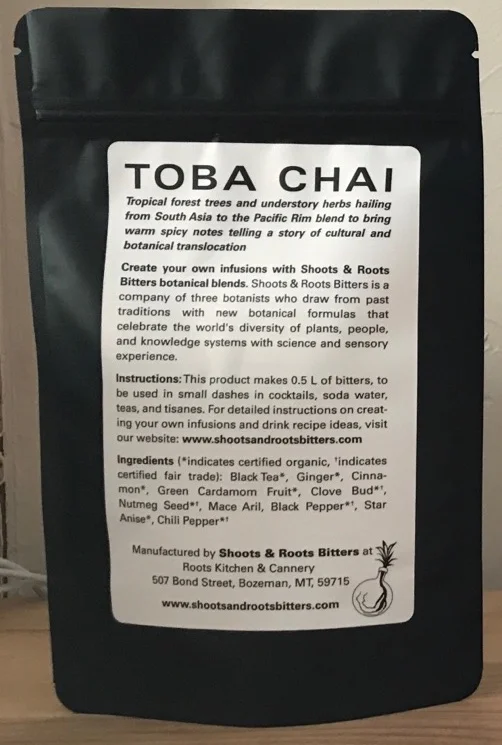 TOBA CHAI
Tropical forest trees and understory herbs hailing
from South Asia to the Pacific Rim blend to bring
warm spicy notes telling a story of cultural and
botanical translocation
Create your own infusions with Shoots & Roots
Bitters botanical blends. Shoots & Roots Bitters is a
company of three botanists who draw from past
traditions with new botanical formulas that
celebrate the world's diversity of plants, people,
and knowledge systems with science and sensory
experience.
Instructions: This product makes 0.5 L of bitters, to
be used in small dashes in cocktails, soda water,
teas, and tisanes. For detailed instructions on creat-
ing your own infusions and drink recipe ideas, visit
our website: www.shootsandrootsbitters.com
Ingredients (*indicates certified organic, †indicates
certified fair trade): Black Tea*, Ginger*, Cinna-
mon*, Green Cardamom Fruit*, Clove Bud*†,
Nutmeg Seed*†, Mace Aril, Black Pepper*†, Star
Anise*, Chili Pepper*†
Manufactured by Shoots & Roots Bitters at
Roots Kitchen & Cannery
507 Bond Street, Bozeman, MT, 59715
www.shootsandrootsbitters.com